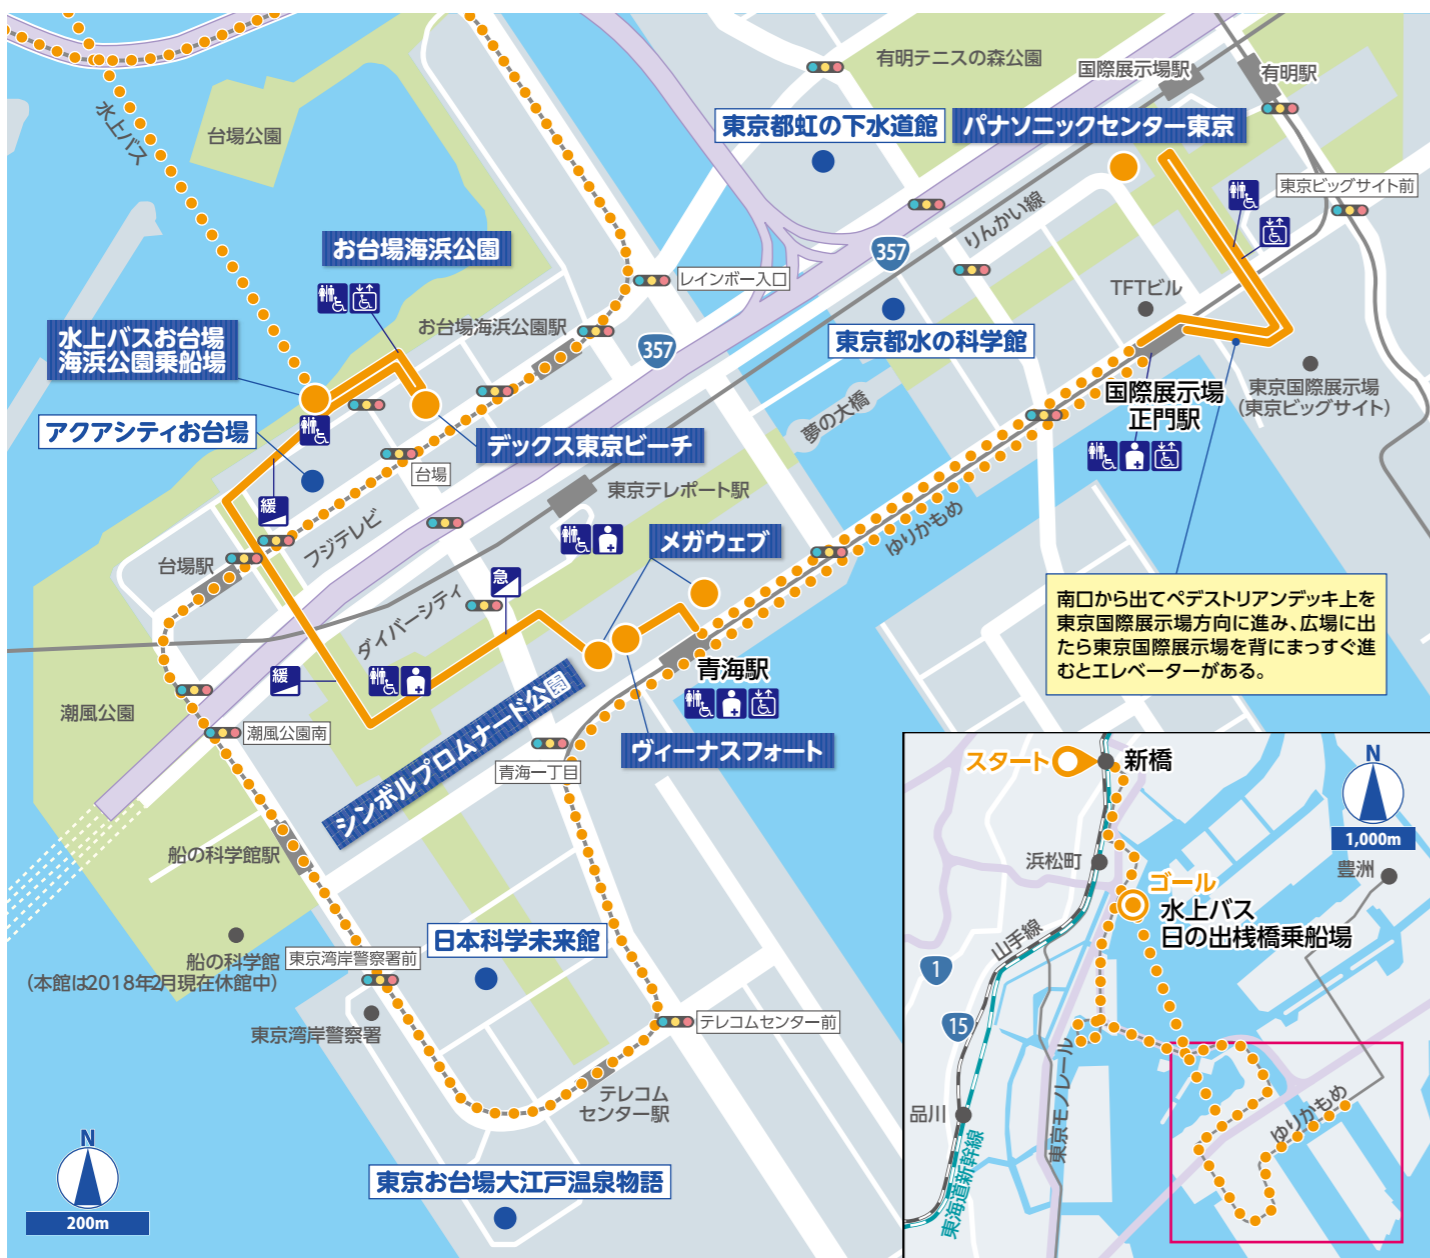 有明テニスの森公園
国際展示場駅
有明駅
水上バス
台場公園
東京都虹の下水道館
パナソニックセンター東京
東京ビッグサイト前
りんかい線
お台場海浜公園
357
レインボー入口
TFTビル
水上バスお台場
海浜公園乗船場
お台場海浜公園駅
357
東京都水の科学館
国際展示場
正門駅
東京国際展示場
(東京ビッグサイト)
アクアシティお台場
デックス東京ビーチ
夢の大橋
台場
東京テレポート駅
緩
フジテレビ
ゆりかもめ
台場駅
メガウェブ
急
ダイバーシティ
南口から出てペデストリアンデッキ上を
東京国際展示場方向に進み、広場に出
たら東京国際展示場を背にまっすぐ進
むとエレベーターがある。
緩
青海駅
潮風公園
潮風公園南
シンボルプロムナード公園
ヴィーナスフォート
青海一丁目
船の科学館駅
日本科学未来館
船の科学館
(本館は2018年2月現在休館中)
東京湾岸警察署前
東京湾岸警察署
テレコムセンター前
テレコム
センター駅
東京お台場大江戸温泉物語
N
200m
スタート
新橋
N
1,000m
浜松町
豊洲
ゴール
水上バス
日の出桟橋乗船場
山手線
1
15
東京モノレール
ゆりかもめ
品川
東海道新幹線